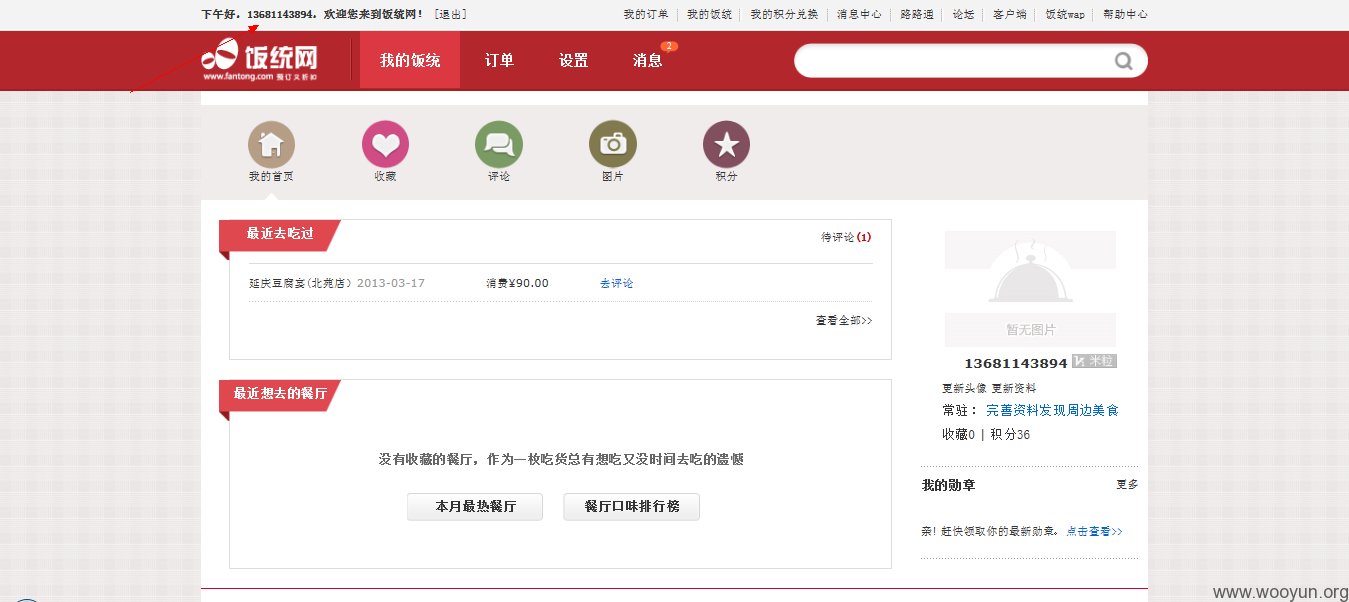 下午好，13681143894，欢迎您来到饭统网！ [退出]
我的订单 | 我的饭统 | 我的积分兑换 | 消息中心 | 路路通 | 论坛 | 客户端 | 饭统wap | 帮助中心
饭统网
www.fantong.com 预订又折扣
我的饭统 订单 设置 消息 2
我的首页 收藏 评论 图片 积分
最近去吃过
待评论(1)
延庆豆腐宴(北苑店) 2013-03-17 消费¥90.00 去评论
查看全部>>
最近想去的餐厅
没有收藏的餐厅，作为一枚吃货总有想吃又没时间去吃的遗憾
本月最热餐厅 餐厅口味排行榜
暂无图片
13681143894 米粒
更新头像 更新资料
常驻： 完善资料发现周边美食
收藏0 | 积分36
我的勋章 更多
亲! 赶快领取你的最新勋章。点击查看>>
www.wooyun.org